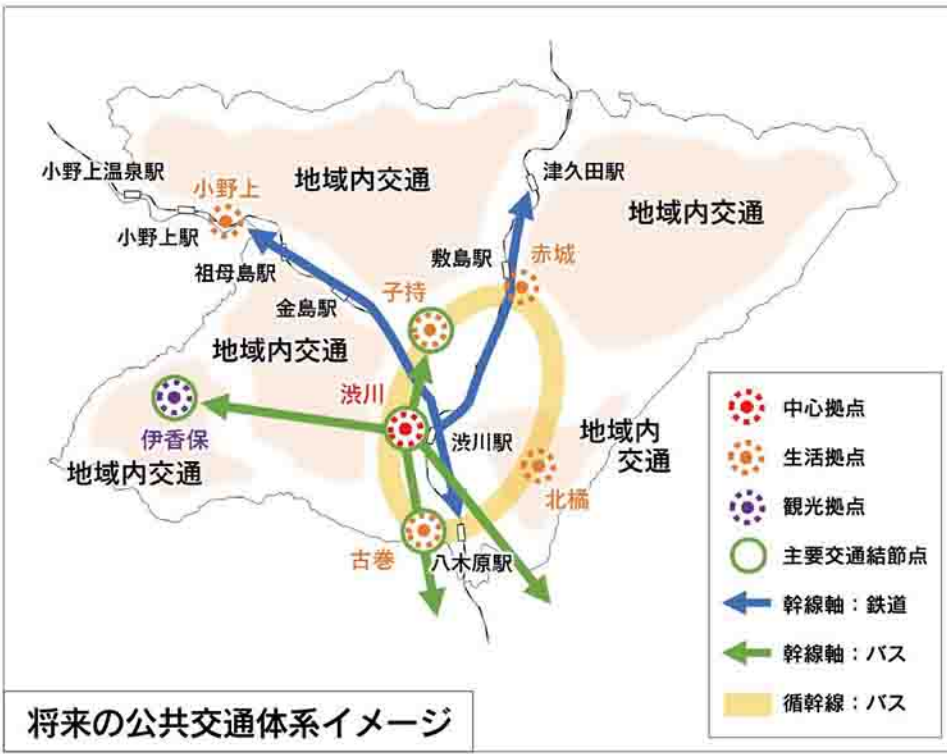 津久田駅
小野上温泉駅
小野上
地域内交通
地域内交通
小野上駅
敷島駅
赤城
祖母島駅
子持
金島駅
地域内交通
渋川
伊香保
渋川駅
地域内
交通
地域内交通
北橘
古巻
八木原駅
中心拠点
生活拠点
観光拠点
主要交通結節点
幹線軸：鉄道
幹線軸：バス
循幹線：バス
将来の公共交通体系イメージ